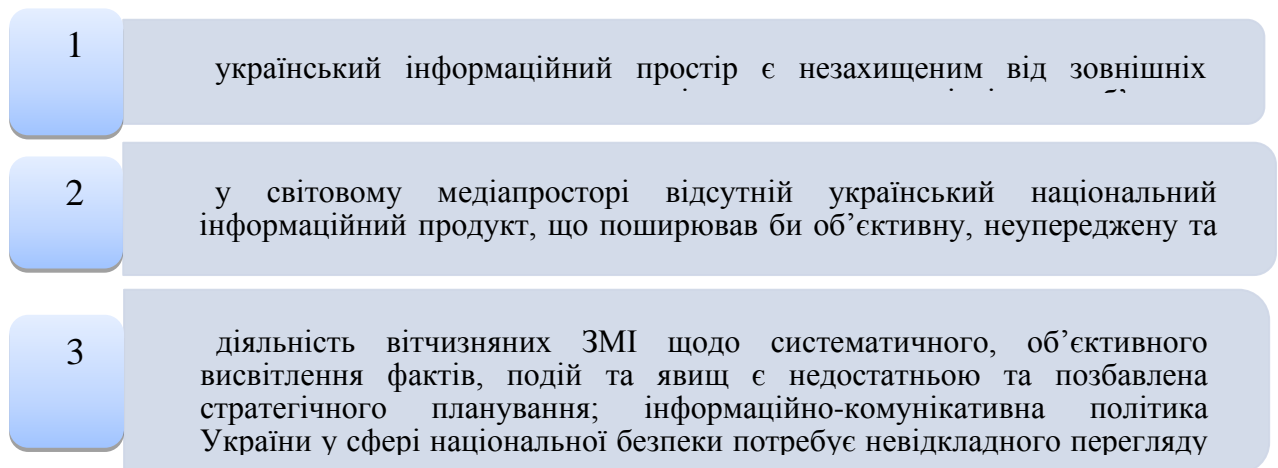 1
український інформаційний простір є незахищеним від зовнішніх
2
у світовому медіапросторі відсутній український національний
інформаційний продукт, що поширював би об’єктивну, неупереджену та
3
діяльність вітчизняних ЗМІ щодо систематичного, об’єктивного
висвітлення фактів, подій та явищ є недостатньою та позбавлена
стратегічного планування; інформаційно-комунікативна політика
України у сфері національної безпеки потребує невідкладного перегляду